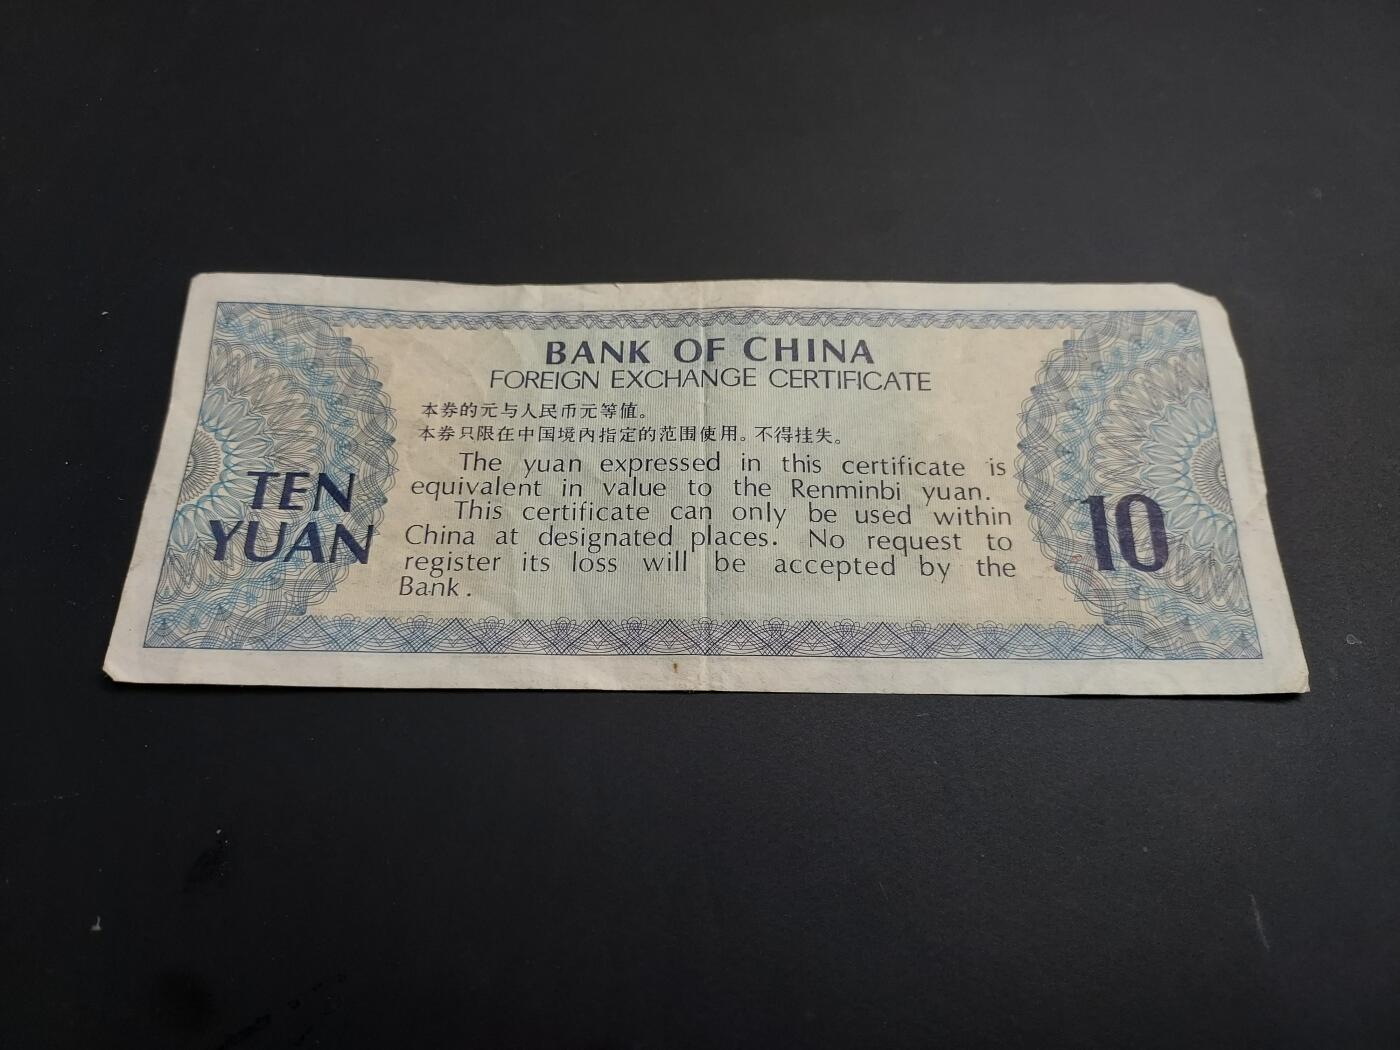 BANK OF CHINA
FOREIGN EXCHANGE CERTIFICATE
本券的元与人民币元等值。
本券只限在中国境内指定的范围使用。不得挂失。
The yuan expressed in this certificate is
equivalent in value to the Renminbi yuan.
This certificate can only be used within
China at designated places. No request to
register its loss will be accepted by the
Bank.
TEN
YUAN
10